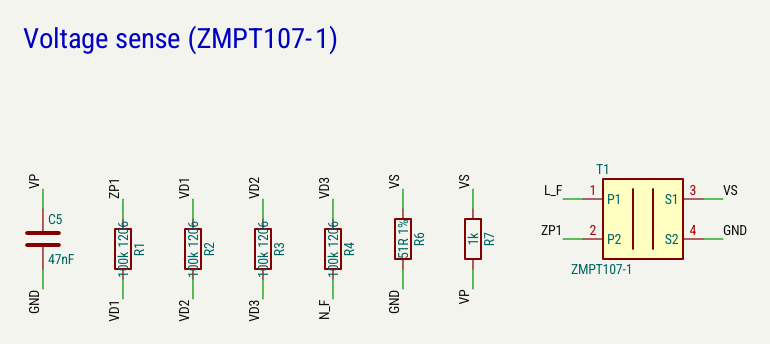 Voltage sense (ZMPT107-1)
VP
C5
47nF
GND
ZP1
100k 1206
R1
VD1
VD1
100k 1206
R2
VD2
VD2
100k 1206
R3
VD3
VD3
100k 1206
R4
N_F
VS
51R 1%
R6
GND
VS
1k
R7
VP
T1
L_F 1 P1 S1 3 VS
ZP1 2 P2 S2 4 GND
ZMPT107-1